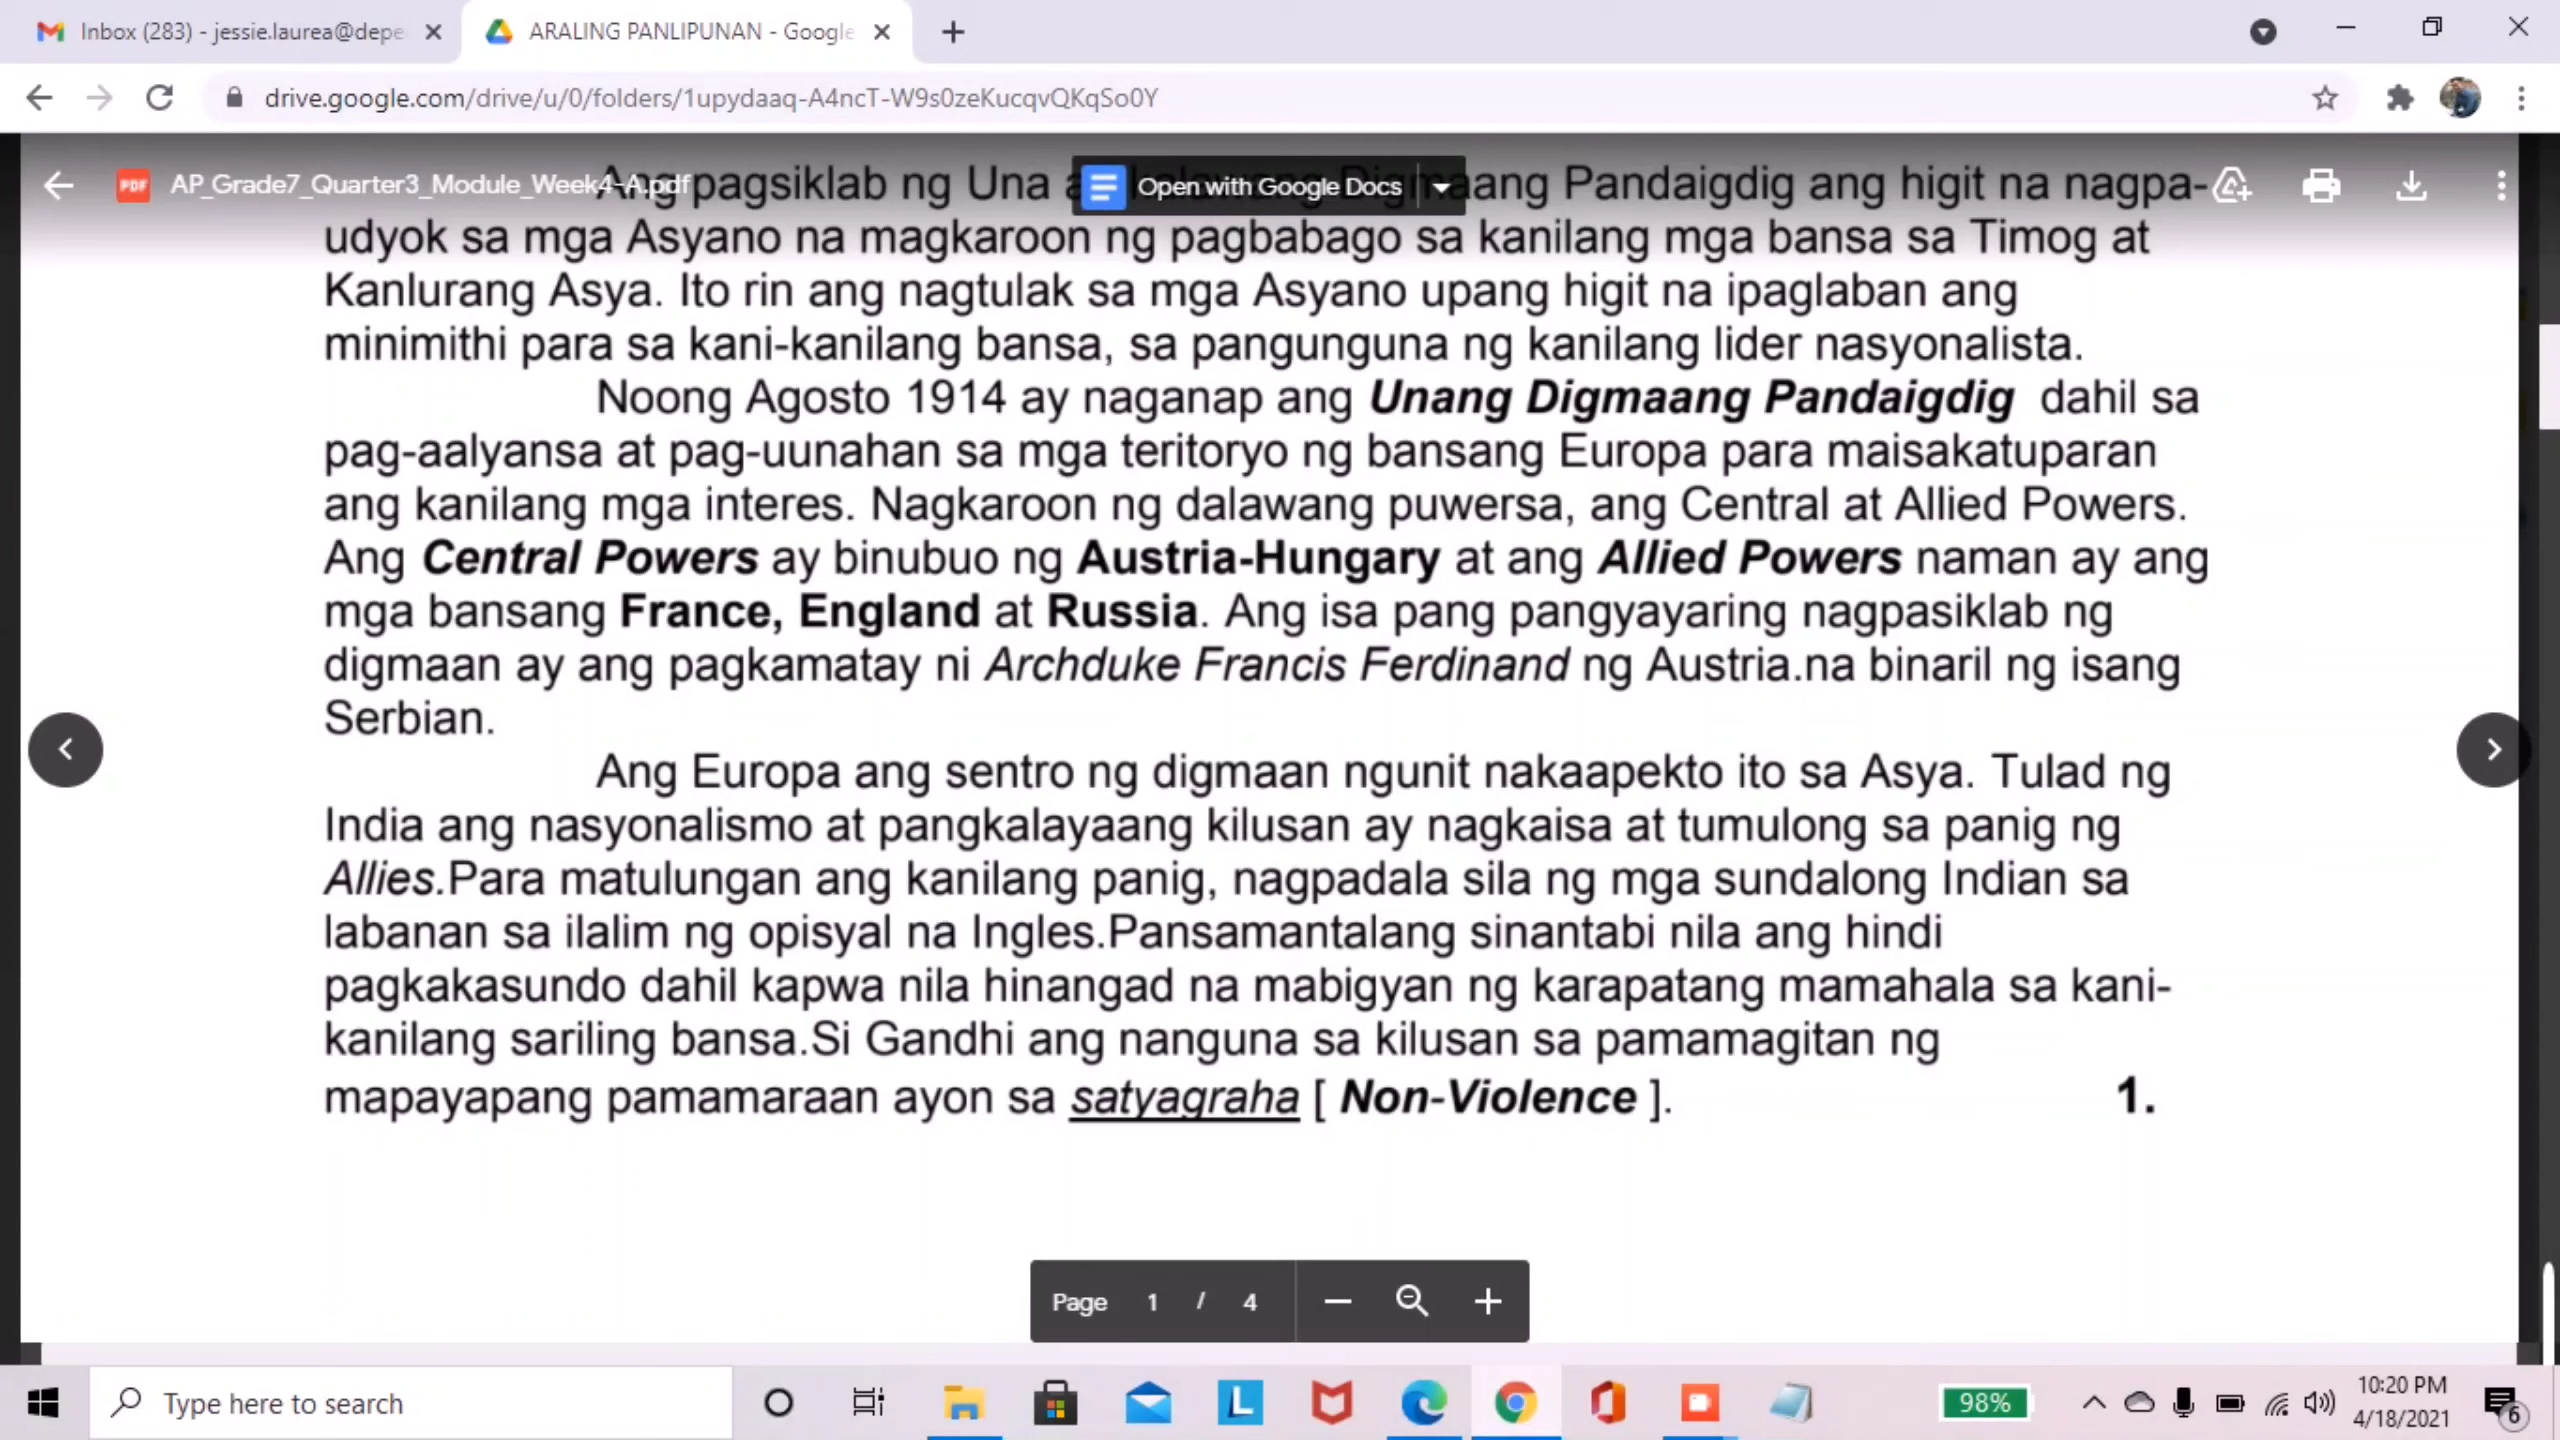 Inbox (283) - jessie.laurea@depe
ARALING PANLIPUNAN - Google
drive.google.com/drive/u/0/folders/1upydaaq-A4ncT-W9s0zeKucqvQKqSo0Y
PDF AP_Grade7_Quarter3_Module_Week4-A.pdf
Open with Google Docs
Ang pagsiklab ng Una Digmaang Pandaigdig ang higit na nagpa-
udyok sa mga Asyano na magkaroon ng pagbabago sa kanilang mga bansa sa Timog at
Kanlurang Asya. Ito rin ang nagtulak sa mga Asyano upang higit na ipaglaban ang
minimithi para sa kani-kanilang bansa, sa pangunguna ng kanilang lider nasyonalista.
Noong Agosto 1914 ay naganap ang Unang Digmaang Pandaigdig dahil sa
pag-aalyansa at pag-uunahan sa mga teritoryo ng bansang Europa para maisakatuparan
ang kanilang mga interes. Nagkaroon ng dalawang puwersa, ang Central at Allied Powers.
Ang Central Powers ay binubuo ng Austria-Hungary at ang Allied Powers naman ay ang
mga bansang France, England at Russia. Ang isa pang pangyayaring nagpasiklab ng
digmaan ay ang pagkamatay ni Archduke Francis Ferdinand ng Austria.na binaril ng isang
Serbian.
Ang Europa ang sentro ng digmaan ngunit nakaapekto ito sa Asya. Tulad ng
India ang nasyonalismo at pangkalayaang kilusan ay nagkaisa at tumulong sa panig ng
Allies.Para matulungan ang kanilang panig, nagpadala sila ng mga sundalong Indian sa
labanan sa ilalim ng opisyal na Ingles.Pansamantalang sinantabi nila ang hindi
pagkakasundo dahil kapwa nila hinangad na mabigyan ng karapatang mamahala sa kani-
kanilang sariling bansa.Si Gandhi ang nanguna sa kilusan sa pamamagitan ng
mapayapang pamamaraan ayon sa satyagraha [ Non-Violence ]. 1.
Page 1 / 4
Type here to search
L
98%
10:20 PM
4/18/2021
6